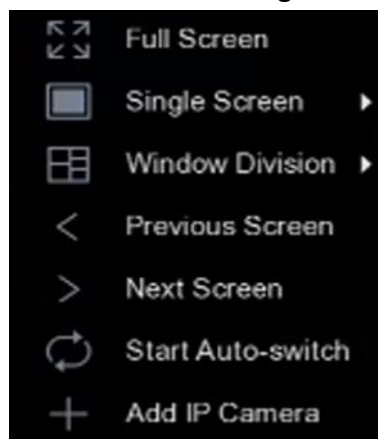 Full Screen
Single Screen
Window Division
Previous Screen
Next Screen
Start Auto-switch
Add IP Camera